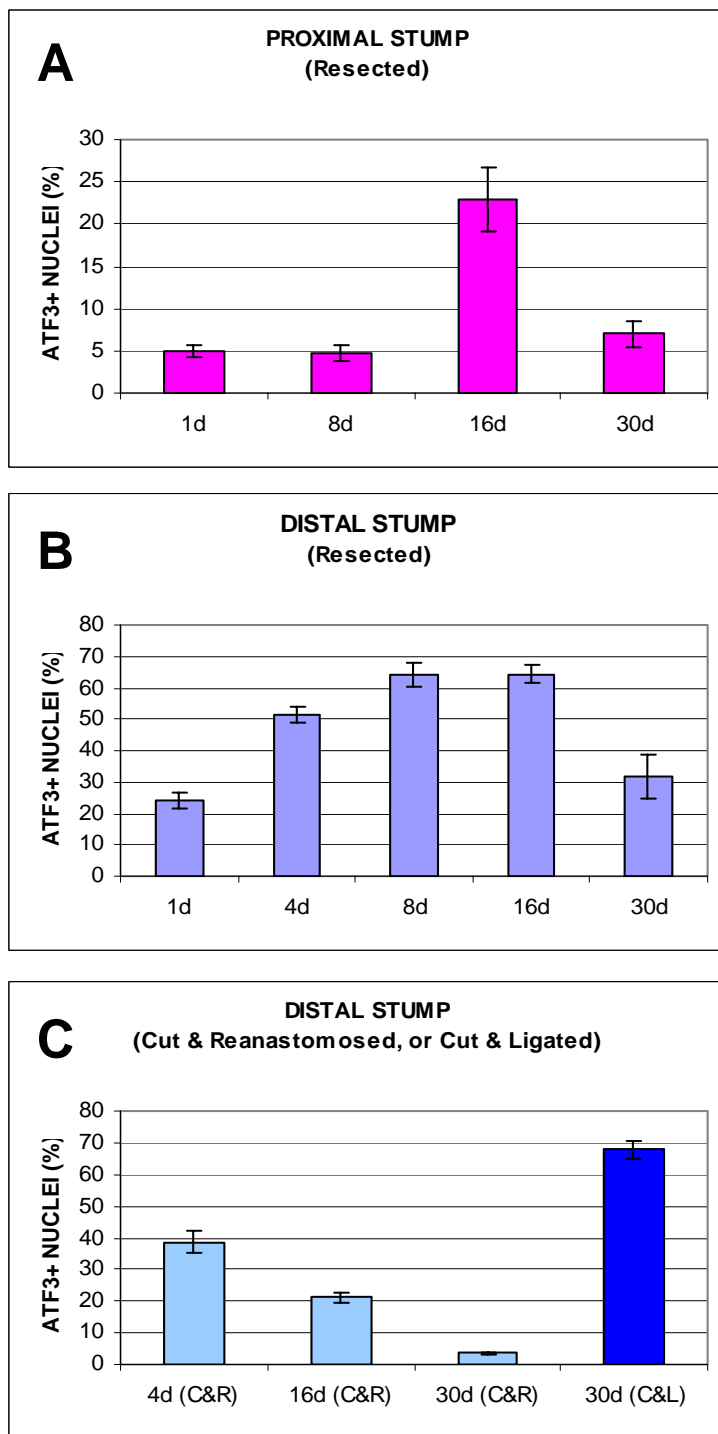 A
PROXIMAL STUMP
(Resected)
ATF3+ NUCLEI (%)
30
25
20
15
10
5
0
1d 8d 16d 30d
B
DISTAL STUMP
(Resected)
ATF3+ NUCLEI (%)
80
70
60
50
40
30
20
10
0
1d 4d 8d 16d 30d
C
DISTAL STUMP
(Cut & Reanastomosed, or Cut & Ligated)
ATF3+ NUCLEI (%)
80
70
60
50
40
30
20
10
0
4d (C&R) 16d (C&R) 30d (C&R) 30d (C&L)